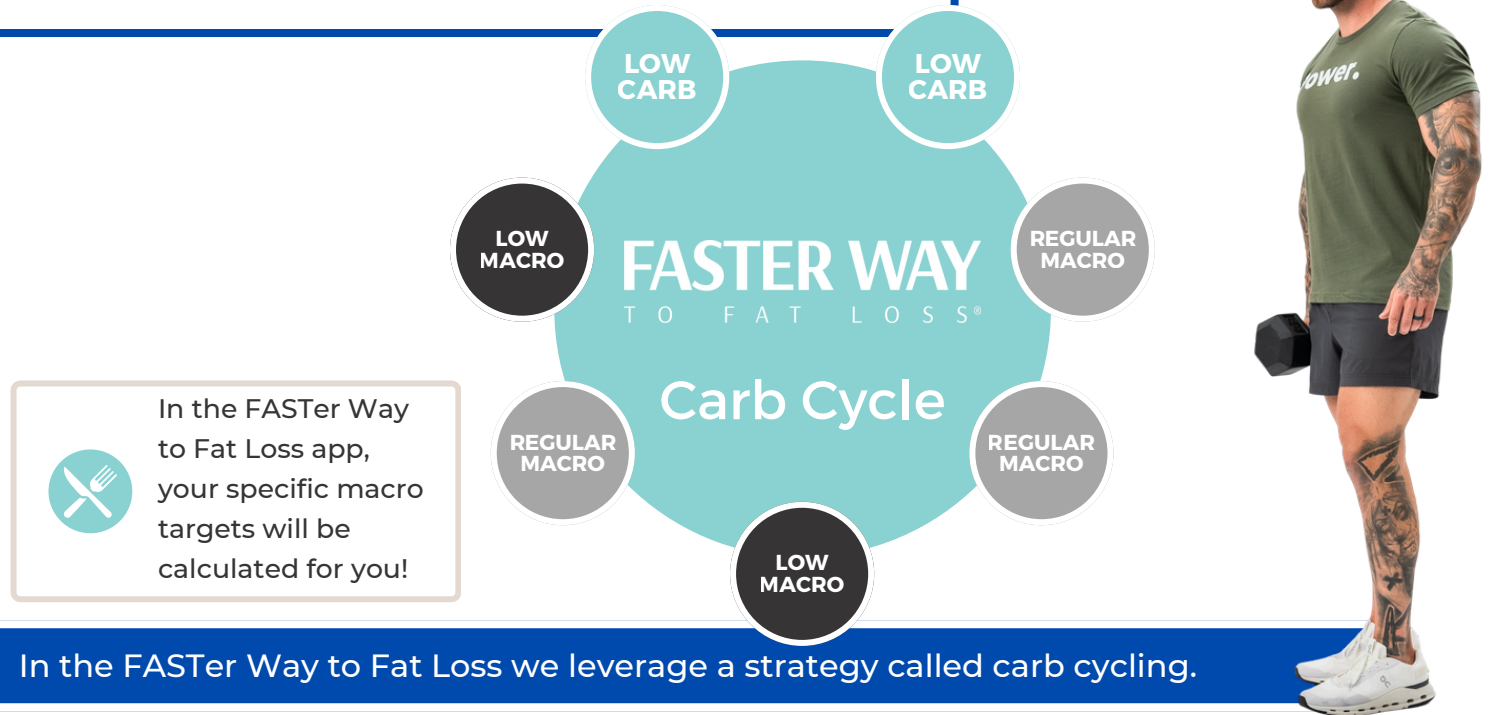 LOW
CARB
LOW
CARB
LOW
MACRO
REGULAR
MACRO
FASTER WAY
TO FAT LOSS®
Carb Cycle
REGULAR
MACRO
REGULAR
MACRO
LOW
MACRO
In the FASTer Way
to Fat Loss app,
your specific macro
targets will be
calculated for you!
In the FASTer Way to Fat Loss we leverage a strategy called carb cycling.